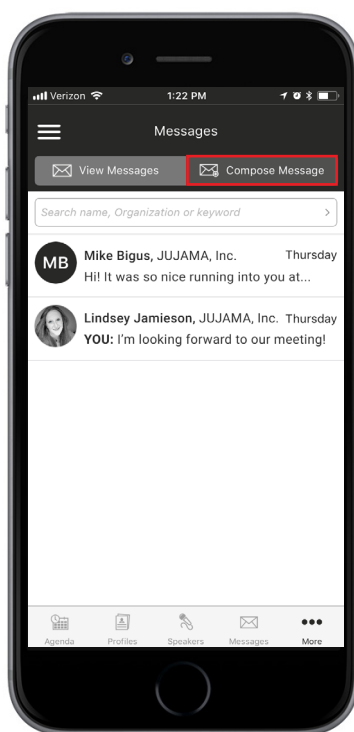 Verizon 1:22 PM
Messages
View Messages Compose Message
Search name, Organization or keyword
MB Mike Bigus, JUJAMA, Inc. Thursday
Hi! It was so nice running into you at...
Lindsey Jamieson, JUJAMA, Inc. Thursday
YOU: I'm looking forward to our meeting!
Agenda Profiles Speakers Messages More